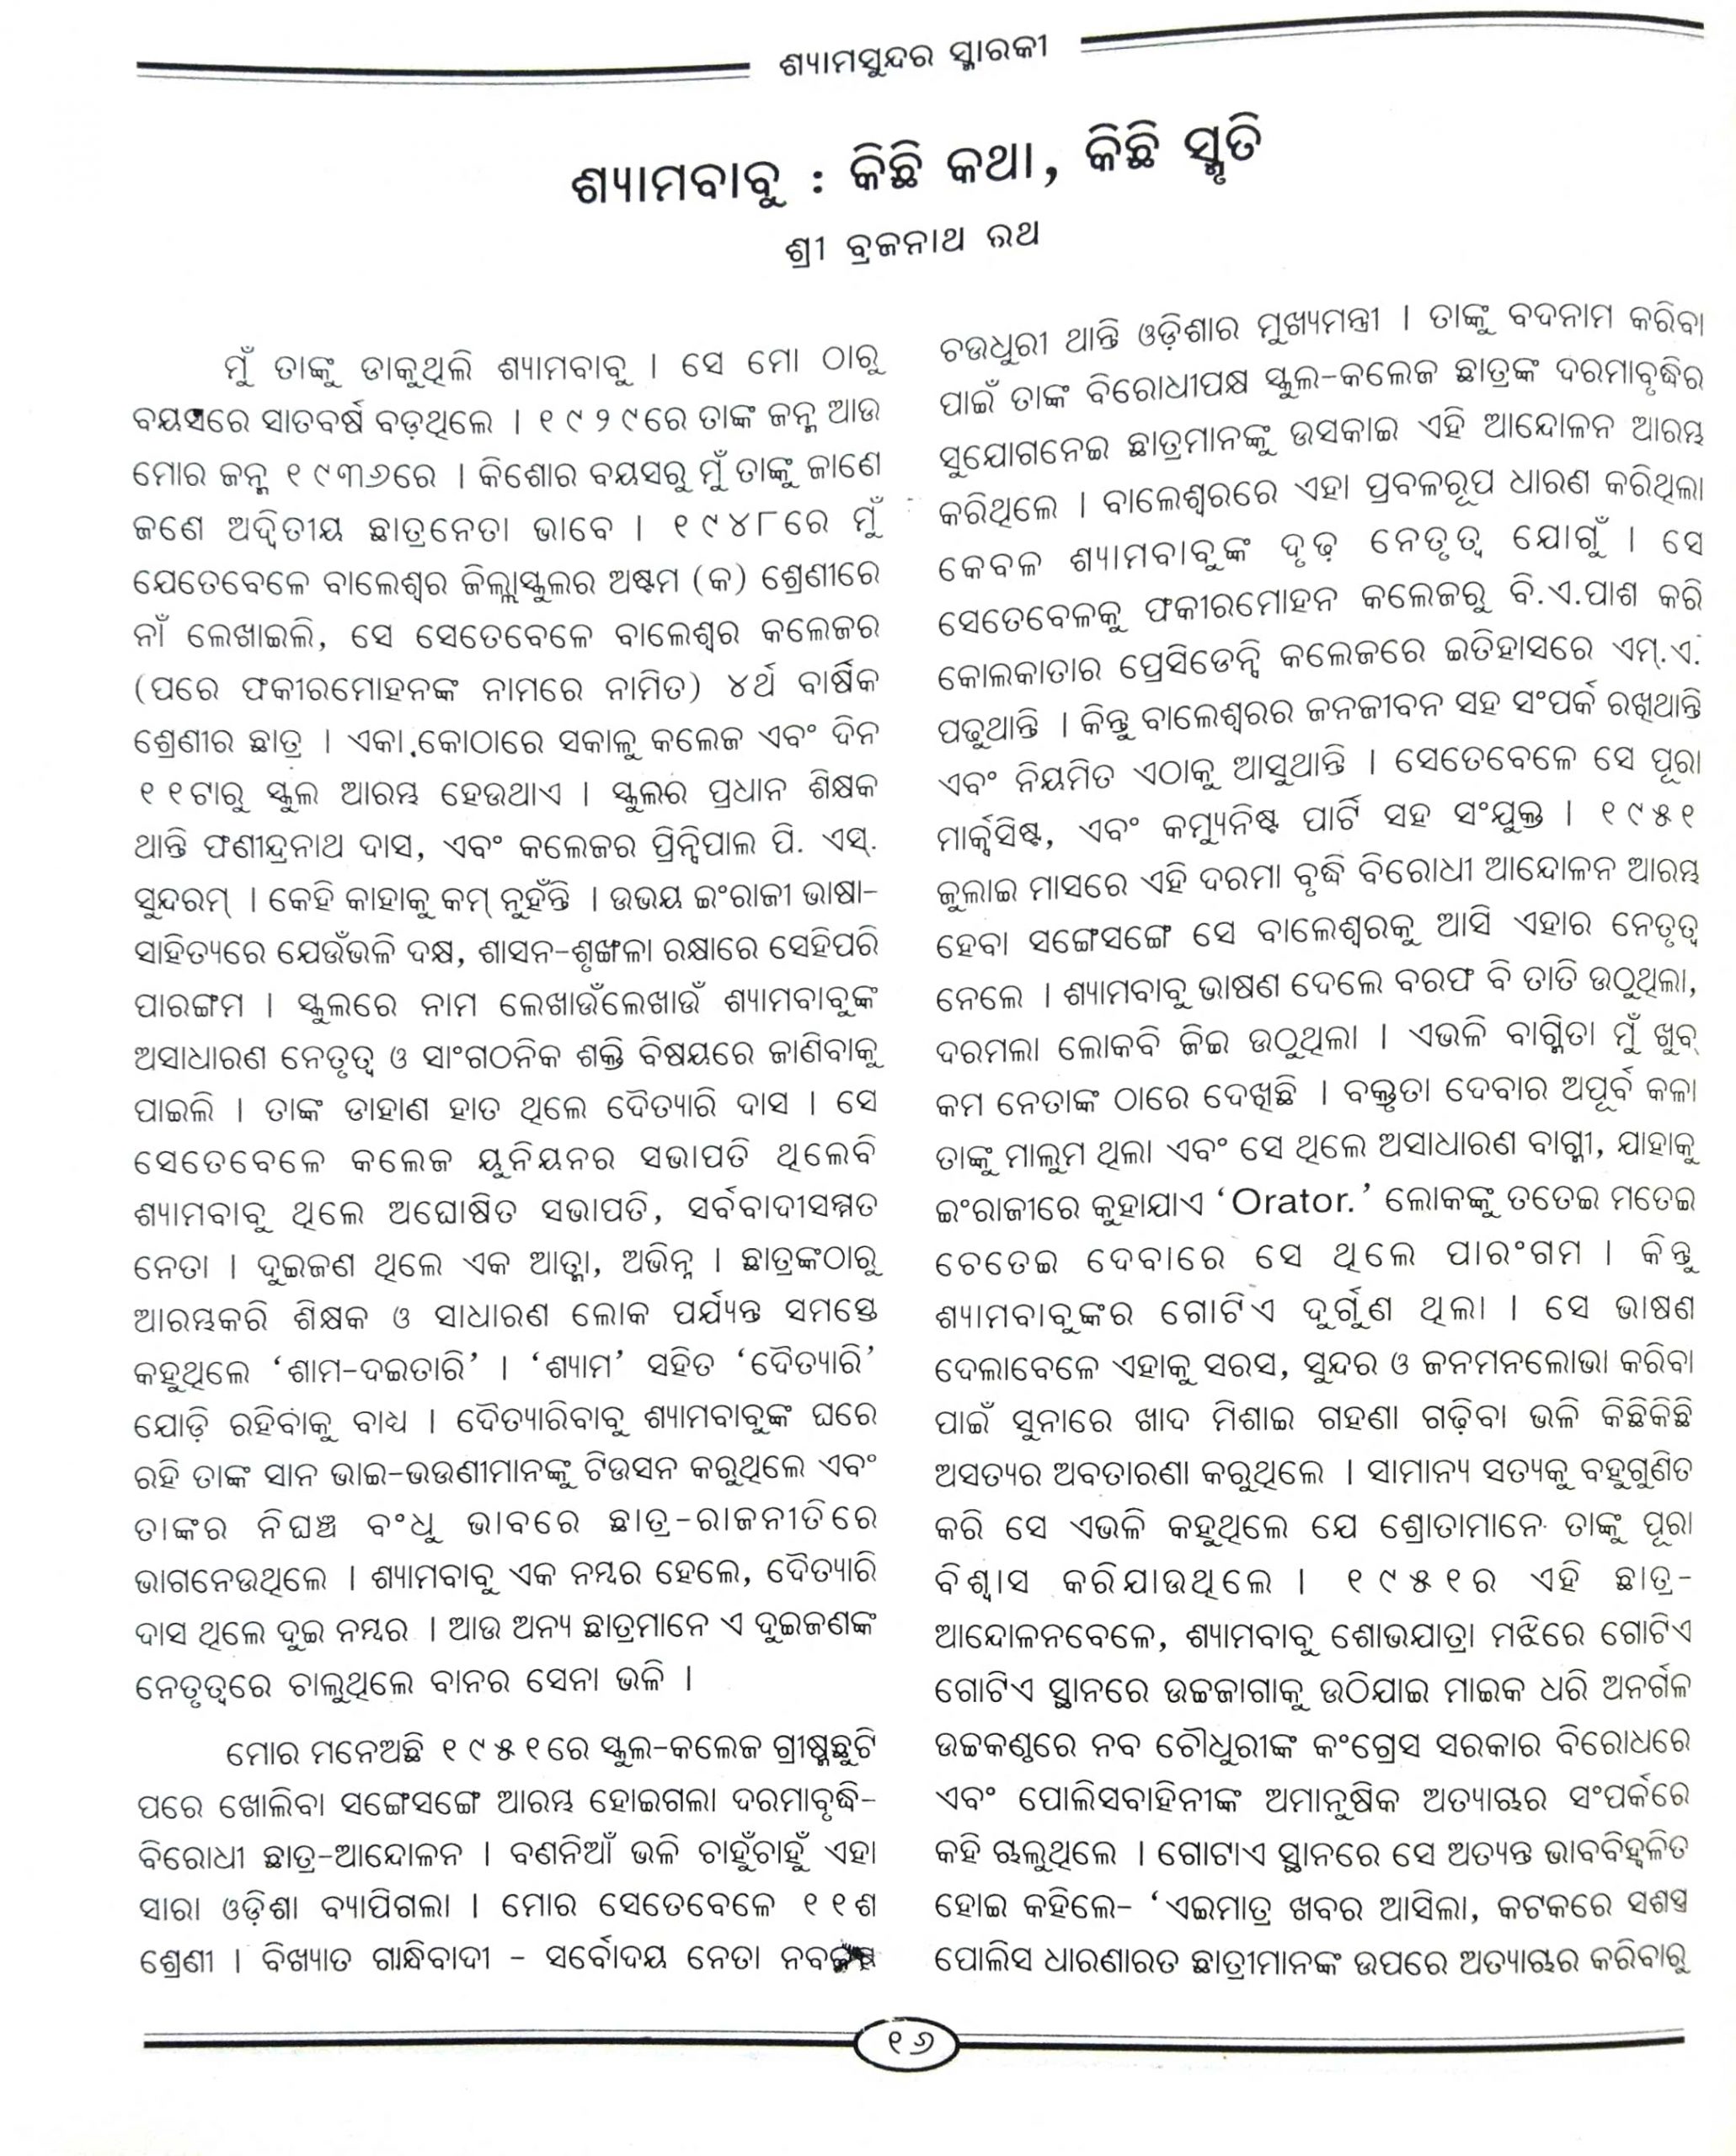 ଶ୍ୟାମସୁନ୍ଦର ସ୍ମାରକୀ
ଶ୍ୟାମବାବୁ : କିଛି କଥା, କିଛି ସ୍ମୃତି
ଶ୍ରୀ ବ୍ରଜନାଥ ରଥ
ମୁଁ ତାଙ୍କୁ ଡାକୁଥିଲି ଶ୍ୟାମବାବୁ । ସେ ମୋ ଠାରୁ
ବୟସରେ ସାତବର୍ଷ ବଡ଼ଥିଲେ । ୧୯୨୯ରେ ତାଙ୍କ ଜନ୍ମ ଆଉ
ମୋର ଜନ୍ମ ୧୯୩୬ରେ । କିଶୋର ବୟସରୁ ମୁଁ ତାଙ୍କୁ ଜାଣେ
ଜଣେ ଅଦ୍ୱିତୀୟ ଛାତ୍ରନେତା ଭାବେ । ୧୯୪୮ରେ ମୁଁ
ଯେତେବେଳେ ବାଲେଶ୍ୱର ଜିଲ୍ଲାସ୍କୁଲର ଅଷ୍ଟମ (କ) ଶ୍ରେଣୀରେ
ନାଁ ଲେଖାଇଲି, ସେ ସେତେବେଳେ ବାଲେଶ୍ୱର କଲେଜର
(ପରେ ଫକୀରମୋହନଙ୍କ ନାମରେ ନାମିତ) ୪ର୍ଥ ବାର୍ଷିକ
ଶ୍ରେଣୀର ଛାତ୍ର । ଏକା କୋଠାରେ ସକାଳୁ କଲେଜ ଏବଂ ଦିନ
୧୧ଟାରୁ ସ୍କୁଲ ଆରମ୍ଭ ହେଉଥାଏ । ସ୍କୁଲର ପ୍ରଧାନ ଶିକ୍ଷକ
ଥାନ୍ତି ଫଣୀନ୍ଦ୍ରନାଥ ଦାସ, ଏବଂ କଲେଜର ପ୍ରିନ୍ସିପାଲ ପି. ଏସ୍.
ସୁନ୍ଦରମ୍ । କେହି କାହାକୁ କମ୍ ନୁହଁନ୍ତି । ଉଭୟ ଇଂରାଜୀ ଭାଷା-
ସାହିତ୍ୟରେ ଯେଉଁଭଳି ଦକ୍ଷ, ଶାସନ-ଶୃଙ୍ଖଳା ରକ୍ଷାରେ ସେହିପରି
ପାରଙ୍ଗମ । ସ୍କୁଲରେ ନାମ ଲେଖାଉଁଲେଖାଉଁ ଶ୍ୟାମବାବୁଙ୍କ
ଅସାଧାରଣ ନେତୃତ୍ୱ ଓ ସାଂଗଠନିକ ଶକ୍ତି ବିଷୟରେ ଜାଣିବାକୁ
ପାଇଲି । ତାଙ୍କ ଡାହାଣ ହାତ ଥିଲେ ଦୈତ୍ୟାରି ଦାସ । ସେ
ସେତେବେଳେ କଲେଜ ୟୁନିୟନର ସଭାପତି ଥିଲେବି
ଶ୍ୟାମବାବୁ ଥିଲେ ଅଘୋଷିତ ସଭାପତି, ସର୍ବବାଦୀସମ୍ମତ
ନେତା । ଦୁଇଜଣ ଥିଲେ ଏକ ଆତ୍ମା, ଅଭିନ୍ନ । ଛାତ୍ରଙ୍କଠାରୁ
ଆରମ୍ଭକରି ଶିକ୍ଷକ ଓ ସାଧାରଣ ଲୋକ ପର୍ଯ୍ୟନ୍ତ ସମସ୍ତେ
କହୁଥିଲେ ‘ଶାମ-ଦଇତାରି’ । ‘ଶ୍ୟାମ’ ସହିତ ‘ଦୈତ୍ୟାରି’
ଯୋଡ଼ି ରହିବାକୁ ବାଧ୍ୟ । ଦୈତ୍ୟାରିବାବୁ ଶ୍ୟାମବାବୁଙ୍କ ଘରେ
ରହି ତାଙ୍କ ସାନ ଭାଇ-ଭଉଣୀମାନଙ୍କୁ ଟିଉସନ କରୁଥିଲେ ଏବଂ
ତାଙ୍କର ନିଘଞ୍ଚ ବଂଧୁ ଭାବରେ ଛାତ୍ର-ରାଜନୀତିରେ
ଭାଗନେଉଥିଲେ । ଶ୍ୟାମବାବୁ ଏକ ନମ୍ବର ହେଲେ, ଦୈତ୍ୟାରି
ଦାସ ଥିଲେ ଦୁଇ ନମ୍ବର । ଆଉ ଅନ୍ୟ ଛାତ୍ରମାନେ ଏ ଦୁଇଜଣଙ୍କ
ନେତୃତ୍ୱରେ ଚାଲୁଥିଲେ ବାନର ସେନା ଭଳି ।
ମୋର ମନେଅଛି ୧୯୫୧ରେ ସ୍କୁଲ-କଲେଜ ଗ୍ରୀଷ୍ମଛୁଟି
ପରେ ଖୋଲିବା ସଙ୍ଗେସଙ୍ଗେ ଆରମ୍ଭ ହୋଇଗଲା ଦରମାବୃଦ୍ଧି-
ବିରୋଧୀ ଛାତ୍ର-ଆନ୍ଦୋଳନ । ବଣନିଆଁ ଭଳି ଚାହୁଁଚାହୁଁ ଏହା
ସାରା ଓଡ଼ିଶା ବ୍ୟାପିଗଲା । ମୋର ସେତେବେଳେ ୧୧ଶ
ଶ୍ରେଣୀ । ବିଖ୍ୟାତ ଗାନ୍ଧିବାଦୀ - ସର୍ବୋଦୟ ନେତା
ଚଉଧୁରୀ ଥାନ୍ତି ଓଡ଼ିଶାର ମୁଖ୍ୟମନ୍ତ୍ରୀ । ତାଙ୍କୁ ବଦନାମ କରିବା
ପାଇଁ ତାଙ୍କ ବିରୋଧୀପକ୍ଷ ସ୍କୁଲ-କଲେଜ ଛାତ୍ରଙ୍କ ଦରମାବୃଦ୍ଧିର
ସୁଯୋଗନେଇ ଛାତ୍ରମାନଙ୍କୁ ଉସକାଇ ଏହି ଆନ୍ଦୋଳନ ଆରମ୍ଭ
କରିଥିଲେ । ବାଲେଶ୍ୱରରେ ଏହା ପ୍ରବଳରୂପ ଧାରଣ କରିଥିଲା
କେବଳ ଶ୍ୟାମବାବୁଙ୍କ ଦୃଢ଼ ନେତୃତ୍ୱ ଯୋଗୁଁ । ସେ
ସେତେବେଳକୁ ଫକୀରମୋହନ କଲେଜରୁ ବି.ଏ.ପାଶ କରି
କୋଲକାତାର ପ୍ରେସିଡେନ୍ସି କଲେଜରେ ଇତିହାସରେ ଏମ୍.ଏ.
ପଢୁଥାନ୍ତି । କିନ୍ତୁ ବାଲେଶ୍ୱରର ଜନଜୀବନ ସହ ସଂପର୍କ ରଖିଥାନ୍ତି
ଏବଂ ନିୟମିତ ଏଠାକୁ ଆସୁଥାନ୍ତି । ସେତେବେଳେ ସେ ପୂରା
ମାର୍କ୍ସସିଷ୍ଟ, ଏବଂ କମ୍ୟୁନିଷ୍ଟ ପାର୍ଟି ସହ ସଂଯୁକ୍ତ । ୧୯୫୧
ଜୁଲାଇ ମାସରେ ଏହି ଦରମା ବୃଦ୍ଧି ବିରୋଧୀ ଆନ୍ଦୋଳନ ଆରମ୍ଭ
ହେବା ସଙ୍ଗେସଙ୍ଗେ ସେ ବାଲେଶ୍ୱରକୁ ଆସି ଏହାର ନେତୃତ୍ୱ
ନେଲେ । ଶ୍ୟାମବାବୁ ଭାଷଣ ଦେଲେ ବରଫ ବି ତାତି ଉଠୁଥିଲା,
ଦରମଲା ଲୋକବି ଜିଇ ଉଠୁଥିଲା । ଏଭଳି ବାଗ୍ମିତା ମୁଁ ଖୁବ୍
କମ ନେତାଙ୍କ ଠାରେ ଦେଖିଛି । ବକ୍ତୃତା ଦେବାର ଅପୂର୍ବ କଳା
ତାଙ୍କୁ ମାଲୁମ ଥିଲା ଏବଂ ସେ ଥିଲେ ଅସାଧାରଣ ବାଗ୍ମୀ, ଯାହାକୁ
ଇଂରାଜୀରେ କୁହାଯାଏ ‘Orator.’ ଲୋକଙ୍କୁ ତତେଇ ମତେଇ
ଚେତେଇ ଦେବାରେ ସେ ଥିଲେ ପାରଂଗମ । କିନ୍ତୁ
ଶ୍ୟାମବାବୁଙ୍କର ଗୋଟିଏ ଦୁର୍ଗୁଣ ଥିଲା । ସେ ଭାଷଣ
ଦେଲାବେଳେ ଏହାକୁ ସରସ, ସୁନ୍ଦର ଓ ଜନମନଲୋଭା କରିବା
ପାଇଁ ସୁନାରେ ଖାଦ ମିଶାଇ ଗହଣା ଗଢ଼ିବା ଭଳି କିଛିକିଛି
ଅସତ୍ୟର ଅବତାରଣା କରୁଥିଲେ । ସାମାନ୍ୟ ସତ୍ୟକୁ ବହୁଗୁଣିତ
କରି ସେ ଏଭଳି କହୁଥିଲେ ଯେ ଶ୍ରୋତାମାନେ ତାଙ୍କୁ ପୂରା
ବିଶ୍ୱାସ କରିଯାଉଥିଲେ । ୧୯୫୧ର ଏହି ଛାତ୍ର-
ଆନ୍ଦୋଳନବେଳେ, ଶ୍ୟାମବାବୁ ଶୋଭଯାତ୍ରା ମଝିରେ ଗୋଟିଏ
ଗୋଟିଏ ସ୍ଥାନରେ ଉଚ୍ଚଜାଗାକୁ ଉଠିଯାଇ ମାଇକ ଧରି ଅନର୍ଗଳ
ଉଚ୍ଚକଣ୍ଠରେ ନବ ଚୌଧୁରୀଙ୍କ କଂଗ୍ରେସ ସରକାର ବିରୋଧରେ
ଏବଂ ପୋଲିସବାହିନୀଙ୍କ ଅମାନୁଷିକ ଅତ୍ୟାଚାର ସଂପର୍କରେ
କହି ଚାଲୁଥିଲେ । ଗୋଟାଏ ସ୍ଥାନରେ ସେ ଅତ୍ୟନ୍ତ ଭାବବିହ୍ୱଳିତ
ହୋଇ କହିଲେ- ‘ଏଇମାତ୍ର ଖବର ଆସିଲା, କଟକରେ ସଶସ୍ତ୍ର
ପୋଲିସ ଧାରଣାରତ ଛାତ୍ରୀମାନଙ୍କ ଉପରେ ଅତ୍ୟାଚାର କରିବାରୁ
୧୬